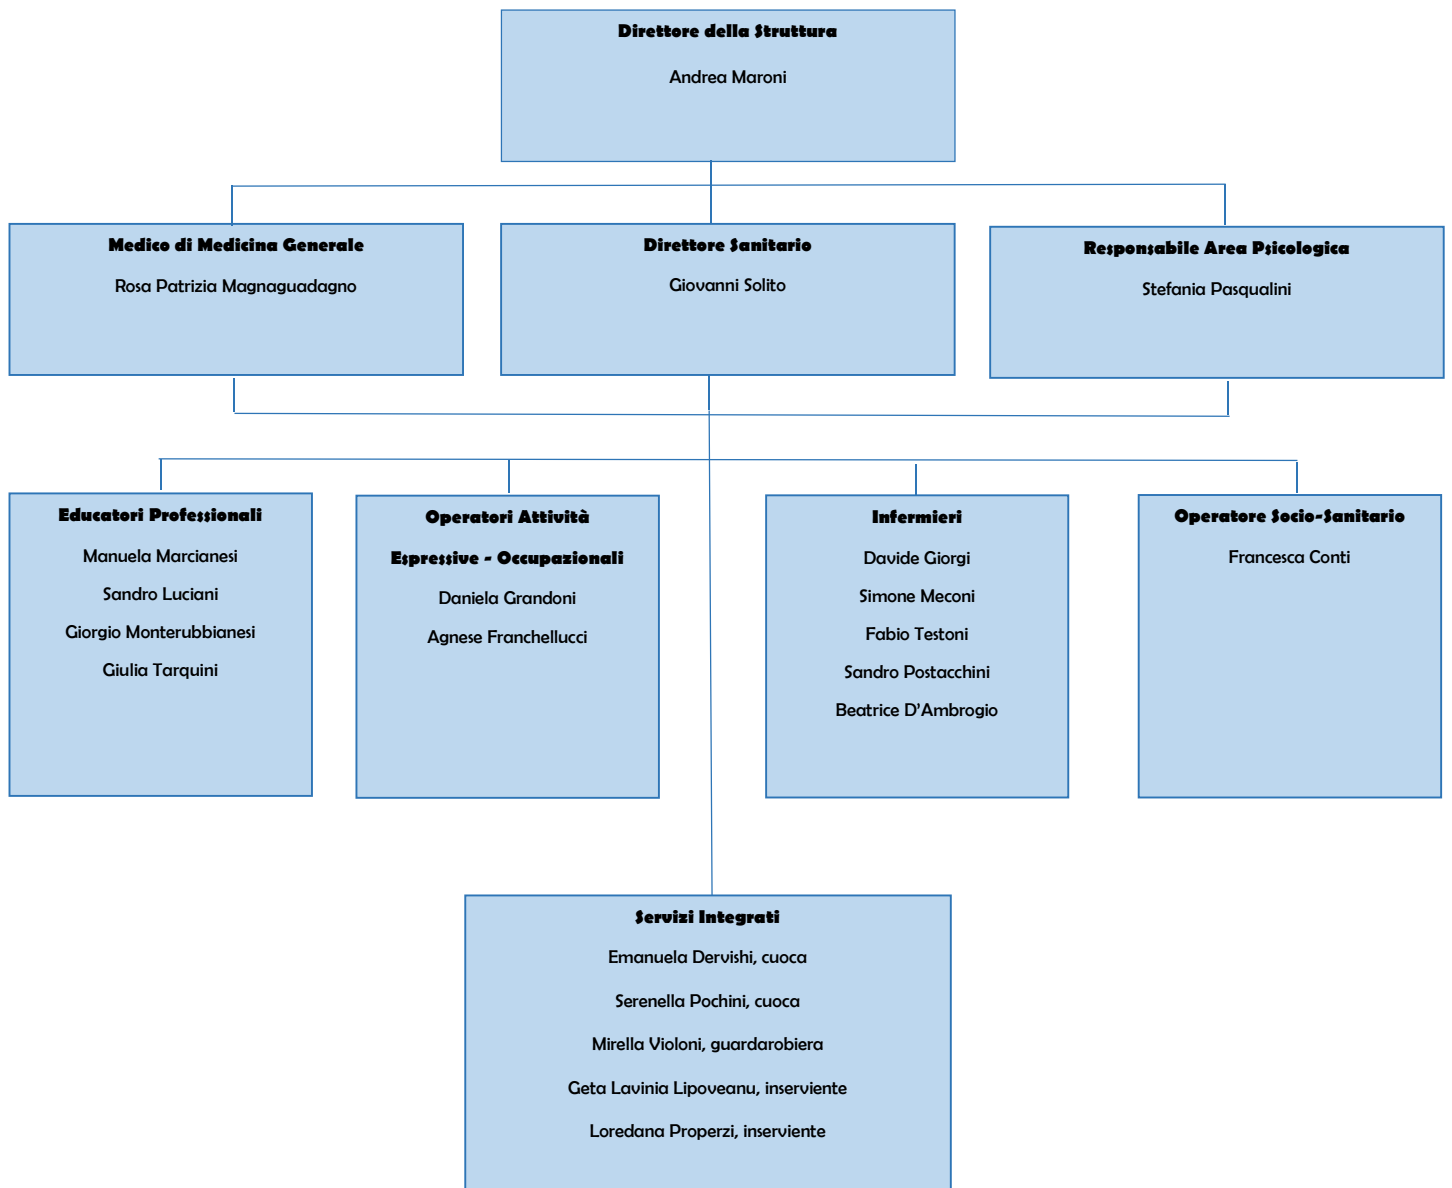 Direttore della Struttura
Andrea Maroni
Medico di Medicina Generale
Rosa Patrizia Magnaguadagno
Direttore Sanitario
Giovanni Solito
Responsabile Area Psicologica
Stefania Pasqualini
Educatori Professionali
Manuela Marcianesi
Sandro Luciani
Giorgio Monterubbianesi
Giulia Tarquini
Operatori Attività
Espressive - Occupazionali
Daniela Grandoni
Agnese Franchellucci
Infermieri
Davide Giorgi
Simone Meconi
Fabio Testoni
Sandro Postacchini
Beatrice D’Ambrogio
Operatore Socio-Sanitario
Francesca Conti
Servizi Integrati
Emanuela Dervishi, cuoca
Serenella Pochini, cuoca
Mirella Violoni, guardarobiera
Geta Lavinia Lipoveanu, inserviente
Loredana Properzi, inserviente